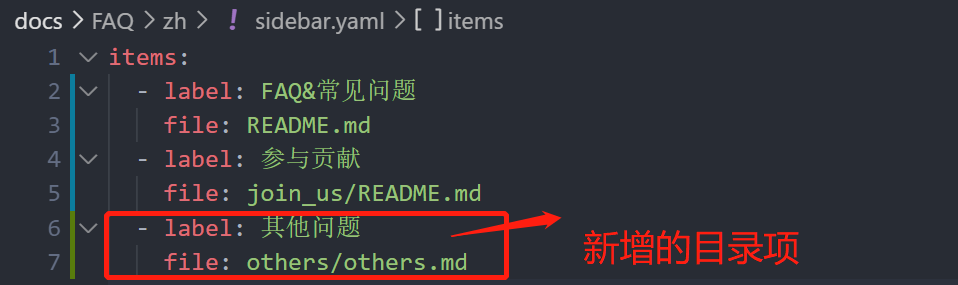 docs > FAQ > zh > ! sidebar.yaml > [ ] items
1 items:
2 - label: FAQ&常见问题
3 file: README.md
4 - label: 参与贡献
5 file: join_us/README.md
6 - label: 其他问题
7 file: others/others.md
新增的目录项